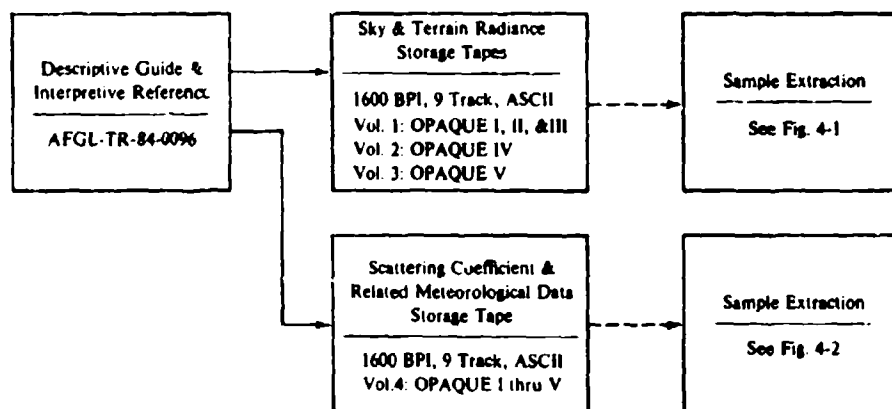 Descriptive Guide &
Interpretive Reference
AFGL-TR-84-0096
Sky & Terrain Radiance
Storage Tapes
1600 BPI, 9 Track, ASCII
Vol. 1: OPAQUE I, II, &III
Vol. 2: OPAQUE IV
Vol. 3: OPAQUE V
Sample Extraction
See Fig. 4-1
Scattering Coefficient &
Related Meteorological Data
Storage Tape
1600 BPI, 9 Track, ASCII
Vol.4: OPAQUE I thru V
Sample Extraction
See Fig. 4-2